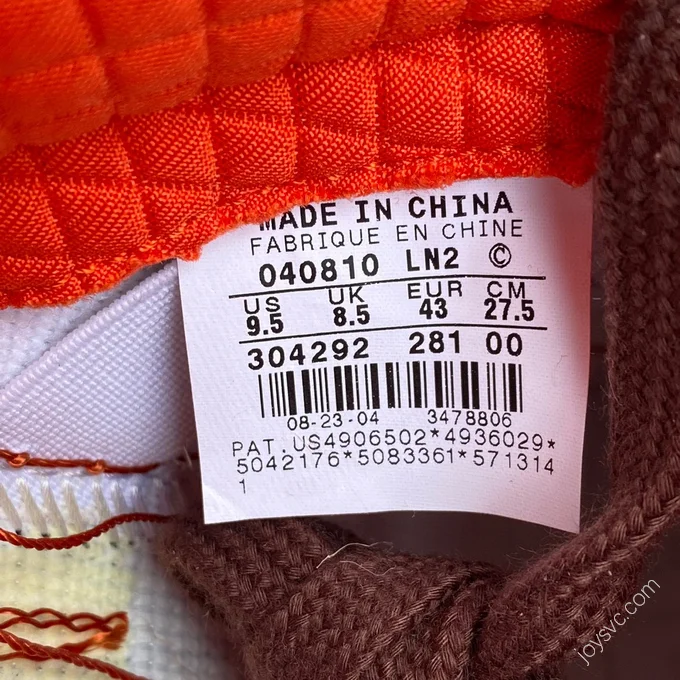 MADE IN CHINA
FABRIQUE EN CHINE
040810 LN2 ©
US UK EUR CM
9.5 8.5 43 27.5
304292 281 00
08-23-04 3478806
PAT. US4906502*4936029*
5042176*5083361*571314
1
joysvc.com